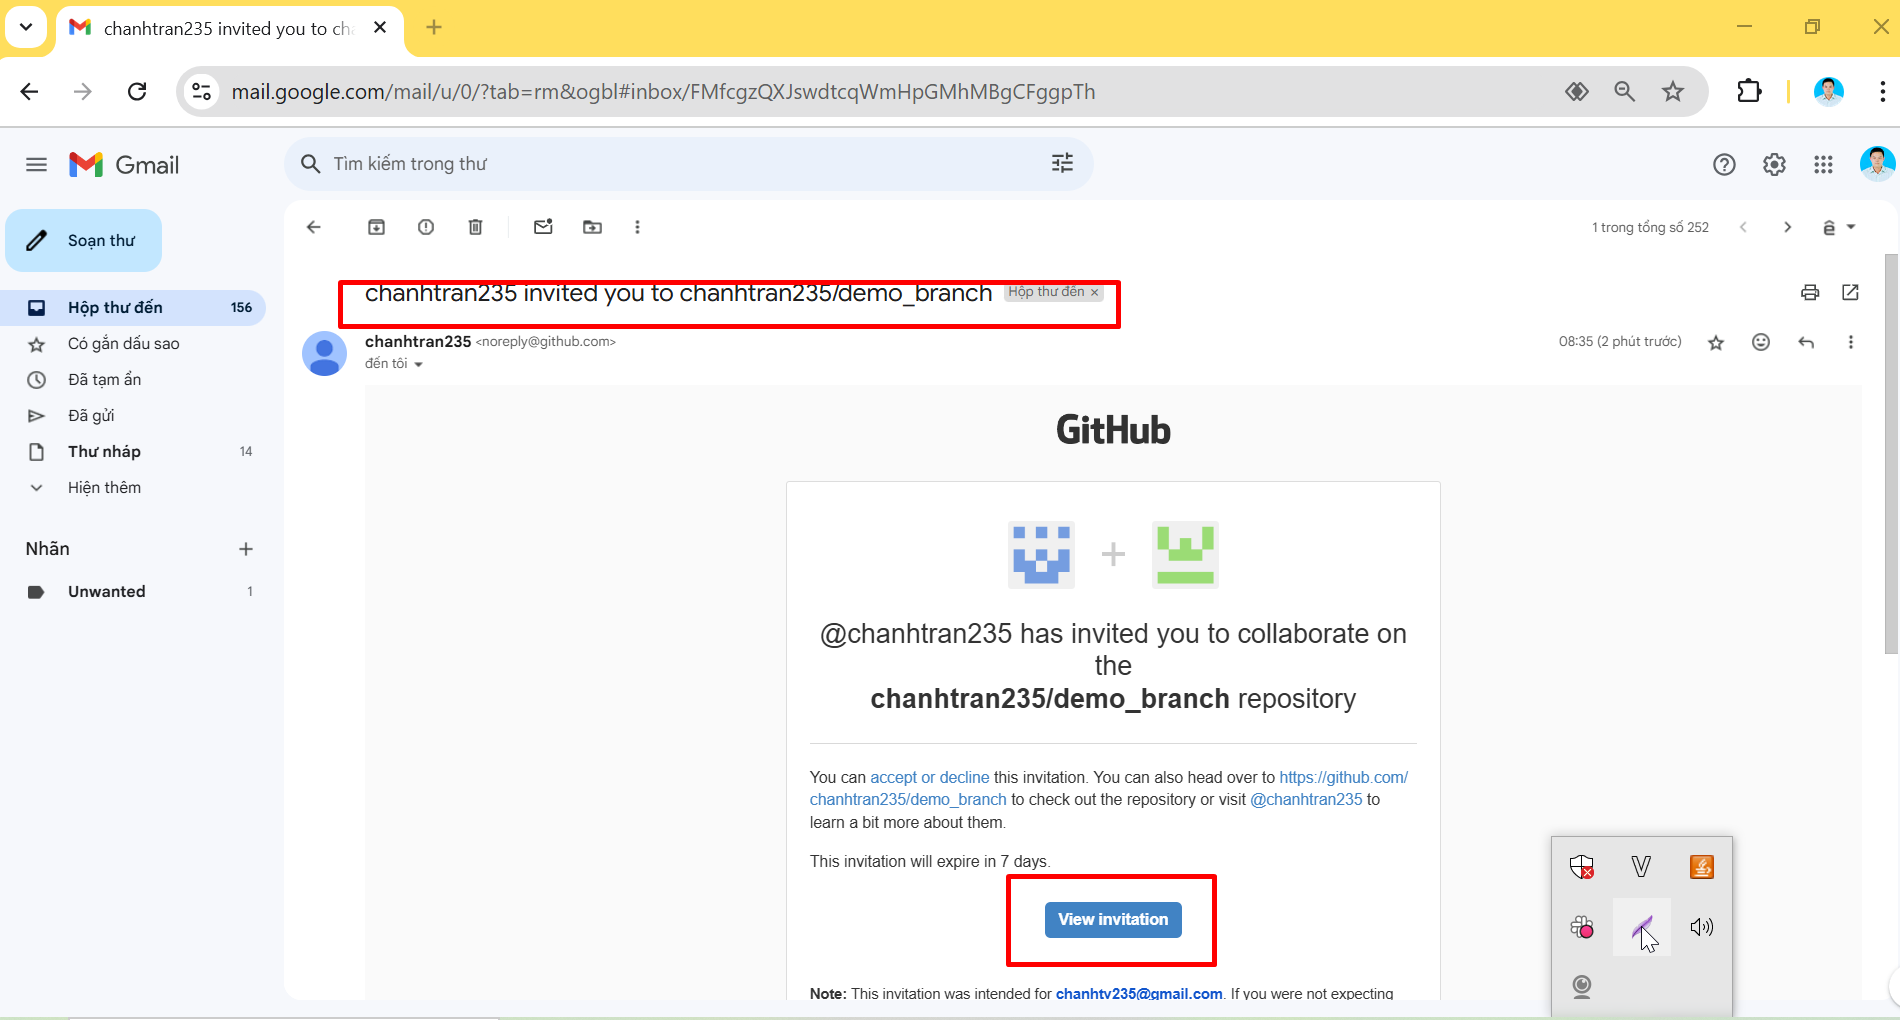 chanhtran235 invited you to cha
mail.google.com/mail/u/0/?tab=rm&ogbl#inbox/FMfcgzQXJswdtcqWmHpGMhMBgCFggpTh
Gmail
Tìm kiếm trong thư
Soạn thư
1 trong tổng số 252
Hộp thư đến 156
Có gắn dấu sao
Đã tạm ẩn
Đã gửi
Thư nháp 14
Hiện thêm
Nhãn
Unwanted 1
chanhtran235 invited you to chanhtran235/demo_branch Hộp thư đến
chanhtran235 <noreply@github.com> 08:35 (2 phút trước)
đến tôi
GitHub
@chanhtran235 has invited you to collaborate on
the
chanhtran235/demo_branch repository
You can accept or decline this invitation. You can also head over to https://github.com/
chanhtran235/demo_branch to check out the repository or visit @chanhtran235 to
learn a bit more about them.
This invitation will expire in 7 days.
View invitation
Note: This invitation was intended for chanhtv235@gmail.com. If you were not expecting